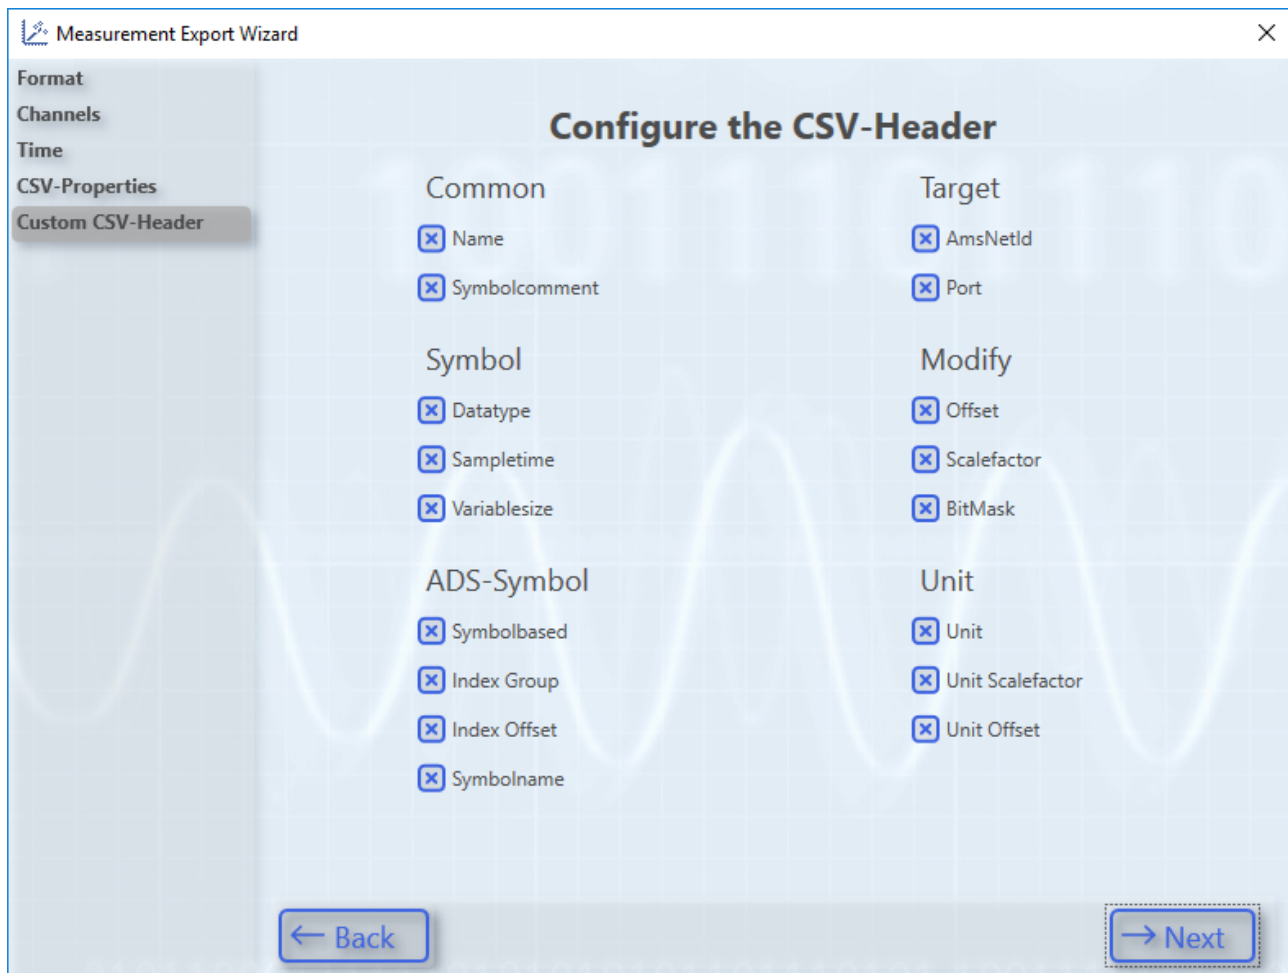 Measurement Export Wizard
Format
Channels
Time
CSV-Properties
Custom CSV-Header
Configure the CSV-Header
Common
Name
Symbolcomment
Symbol
Datatype
Sampletime
Variablesize
ADS-Symbol
Symbolbased
Index Group
Index Offset
Symbolname
Target
AmsNetId
Port
Modify
Offset
Scalefactor
BitMask
Unit
Unit
Unit Scalefactor
Unit Offset
Back
Next